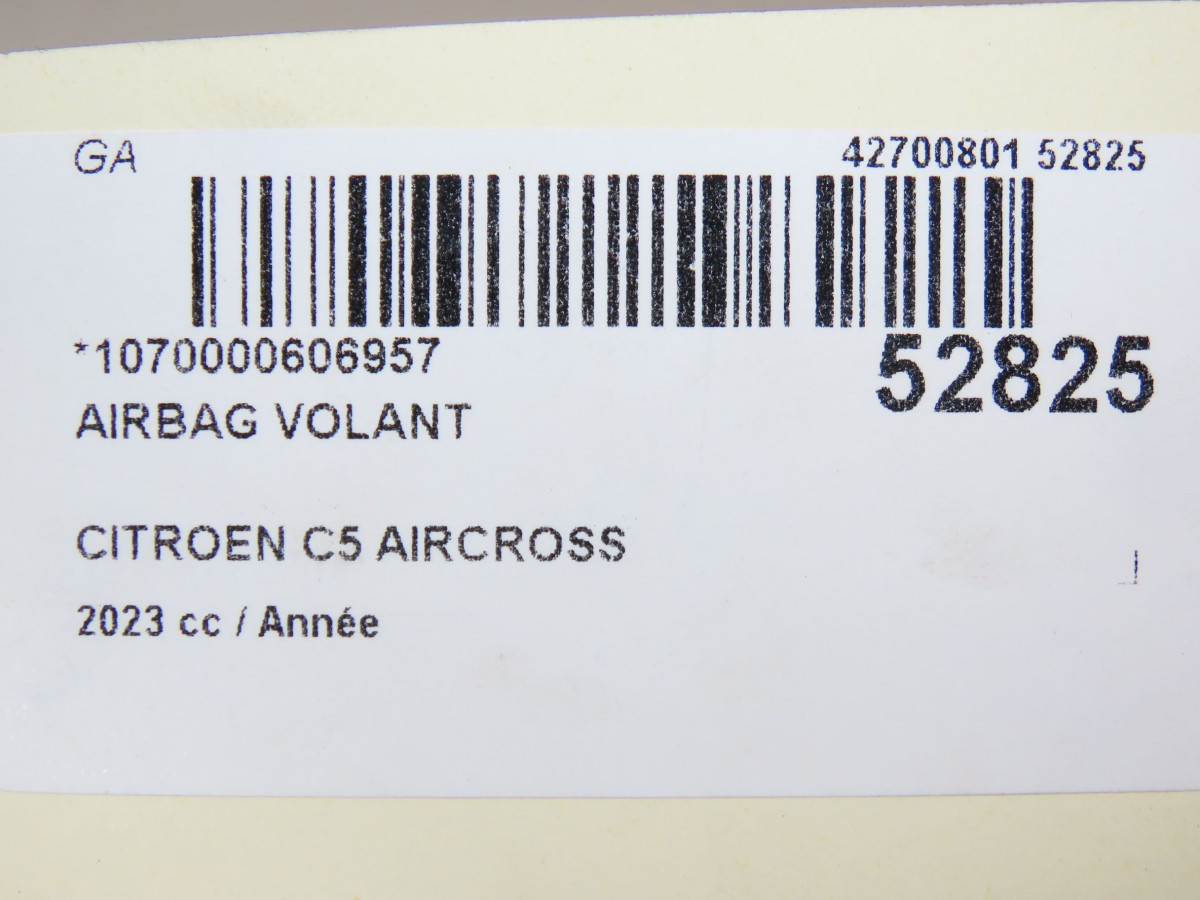 GA 42700801 52825
*1070000606957 52825
AIRBAG VOLANT
CITROEN C5 AIRCROSS
2023 cc / Année